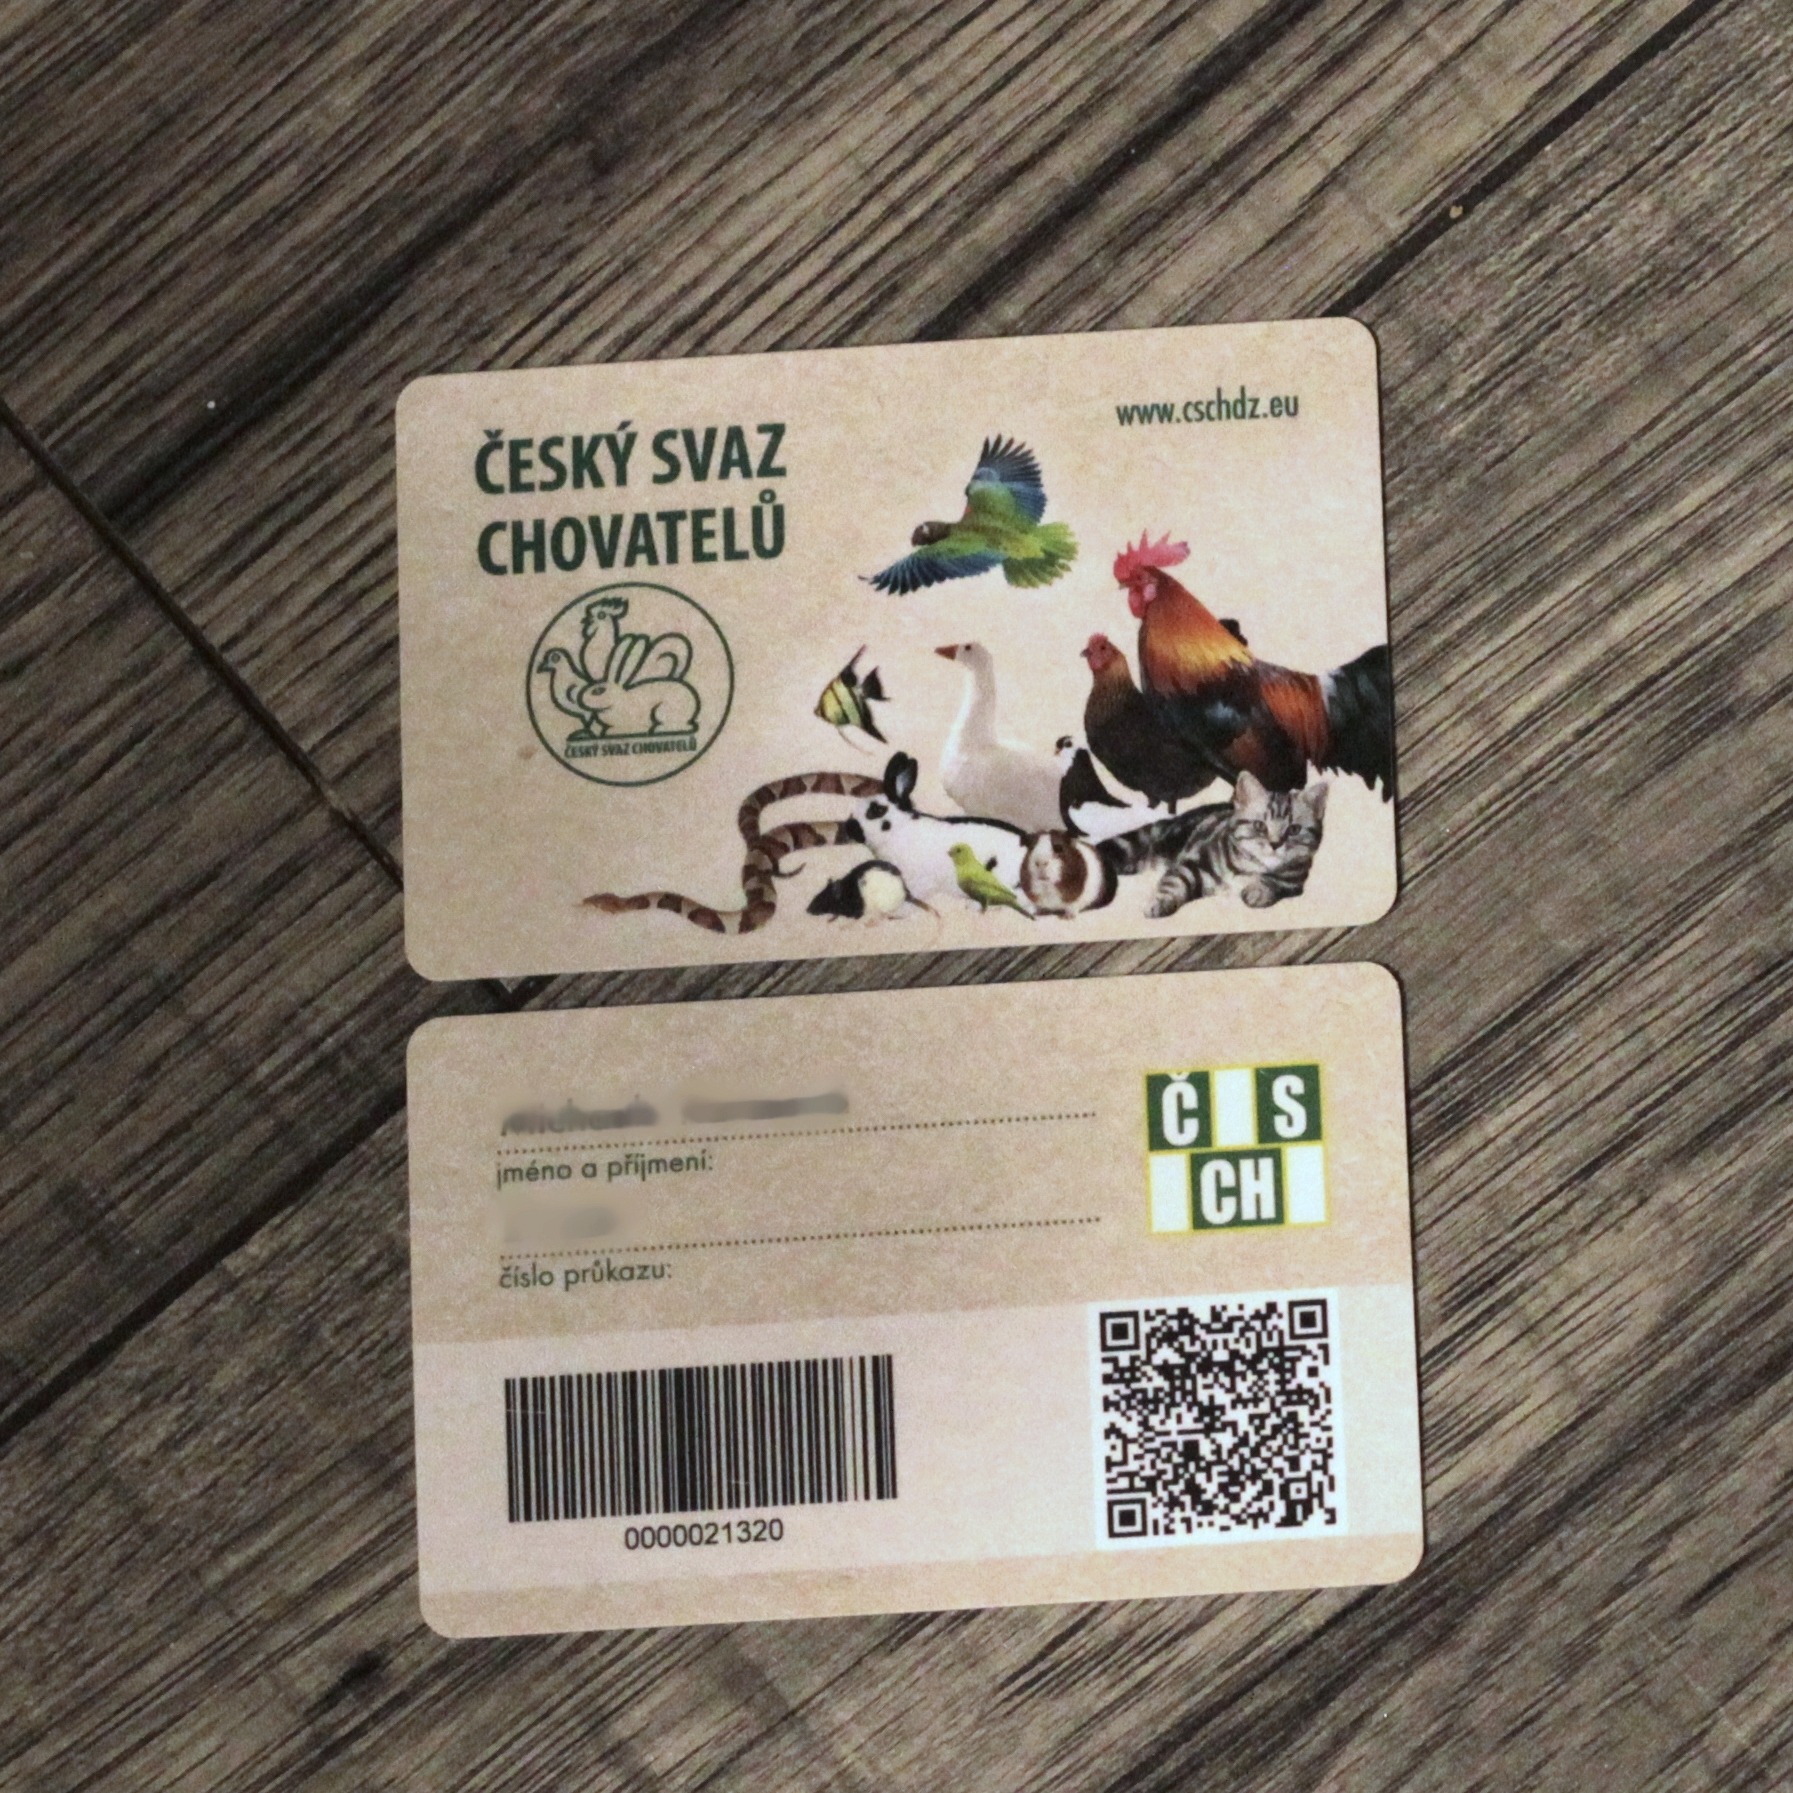 www.cschdz.eu
ČESKÝ SVAZ
CHOVATELŮ
ČESKÝ SVAZ CHOVATELŮ
jméno a příjmení:
číslo průkazu:
Č S
CH
0000021320